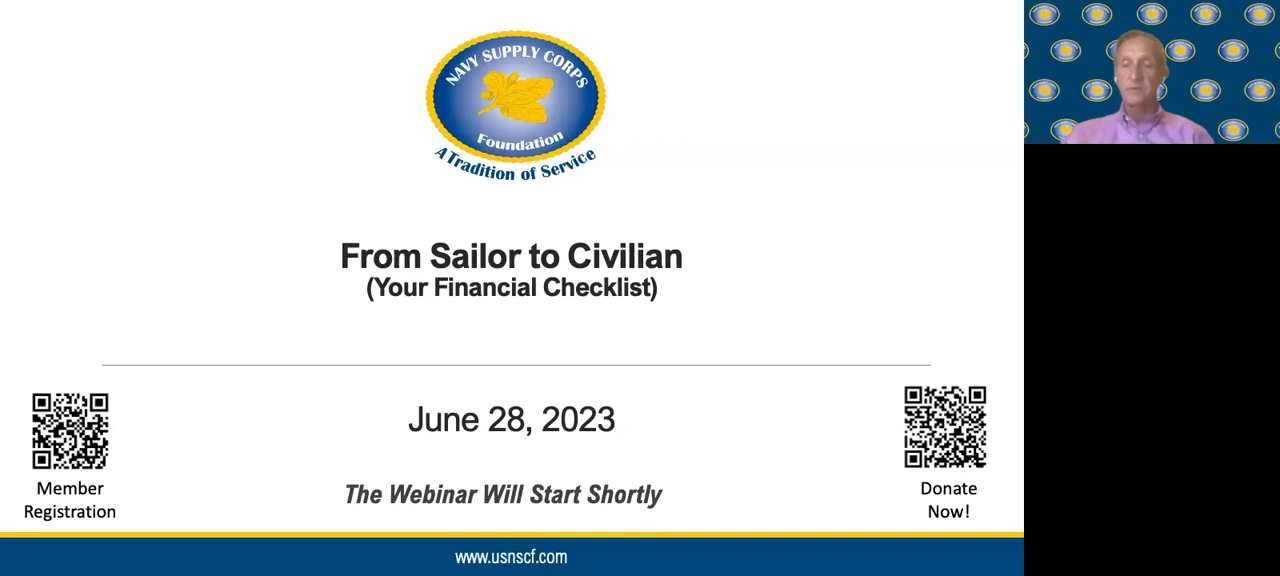 NAVY SUPPLY CORPS
Foundation
A Tradition of Service
From Sailor to Civilian
(Your Financial Checklist)
June 28, 2023
The Webinar Will Start Shortly
Member
Registration
Donate
Now!
www.usnscf.com